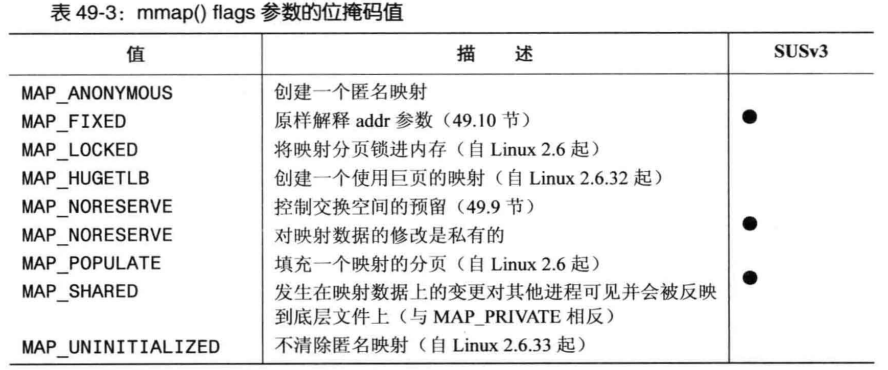 表 49-3：mmap() flags 参数的位掩码值
值 描 述 SUSv3
MAP_ANONYMOUS 创建一个匿名映射
MAP_FIXED 原样解释 addr 参数（49.10 节） ●
MAP_LOCKED 将映射分页锁进内存（自 Linux 2.6 起）
MAP_HUGETLB 创建一个使用巨页的映射（自 Linux 2.6.32 起）
MAP_NORESERVE 控制交换空间的预留（49.9 节）
MAP_NORESERVE 对映射数据的修改是私有的 ●
MAP_POPULATE 填充一个映射的分页（自 Linux 2.6 起）
MAP_SHARED 发生在映射数据上的变更对其他进程可见并会被反映 ●
到底层文件上（与 MAP_PRIVATE 相反）
MAP_UNINITIALIZED 不清除匿名映射（自 Linux 2.6.33 起）